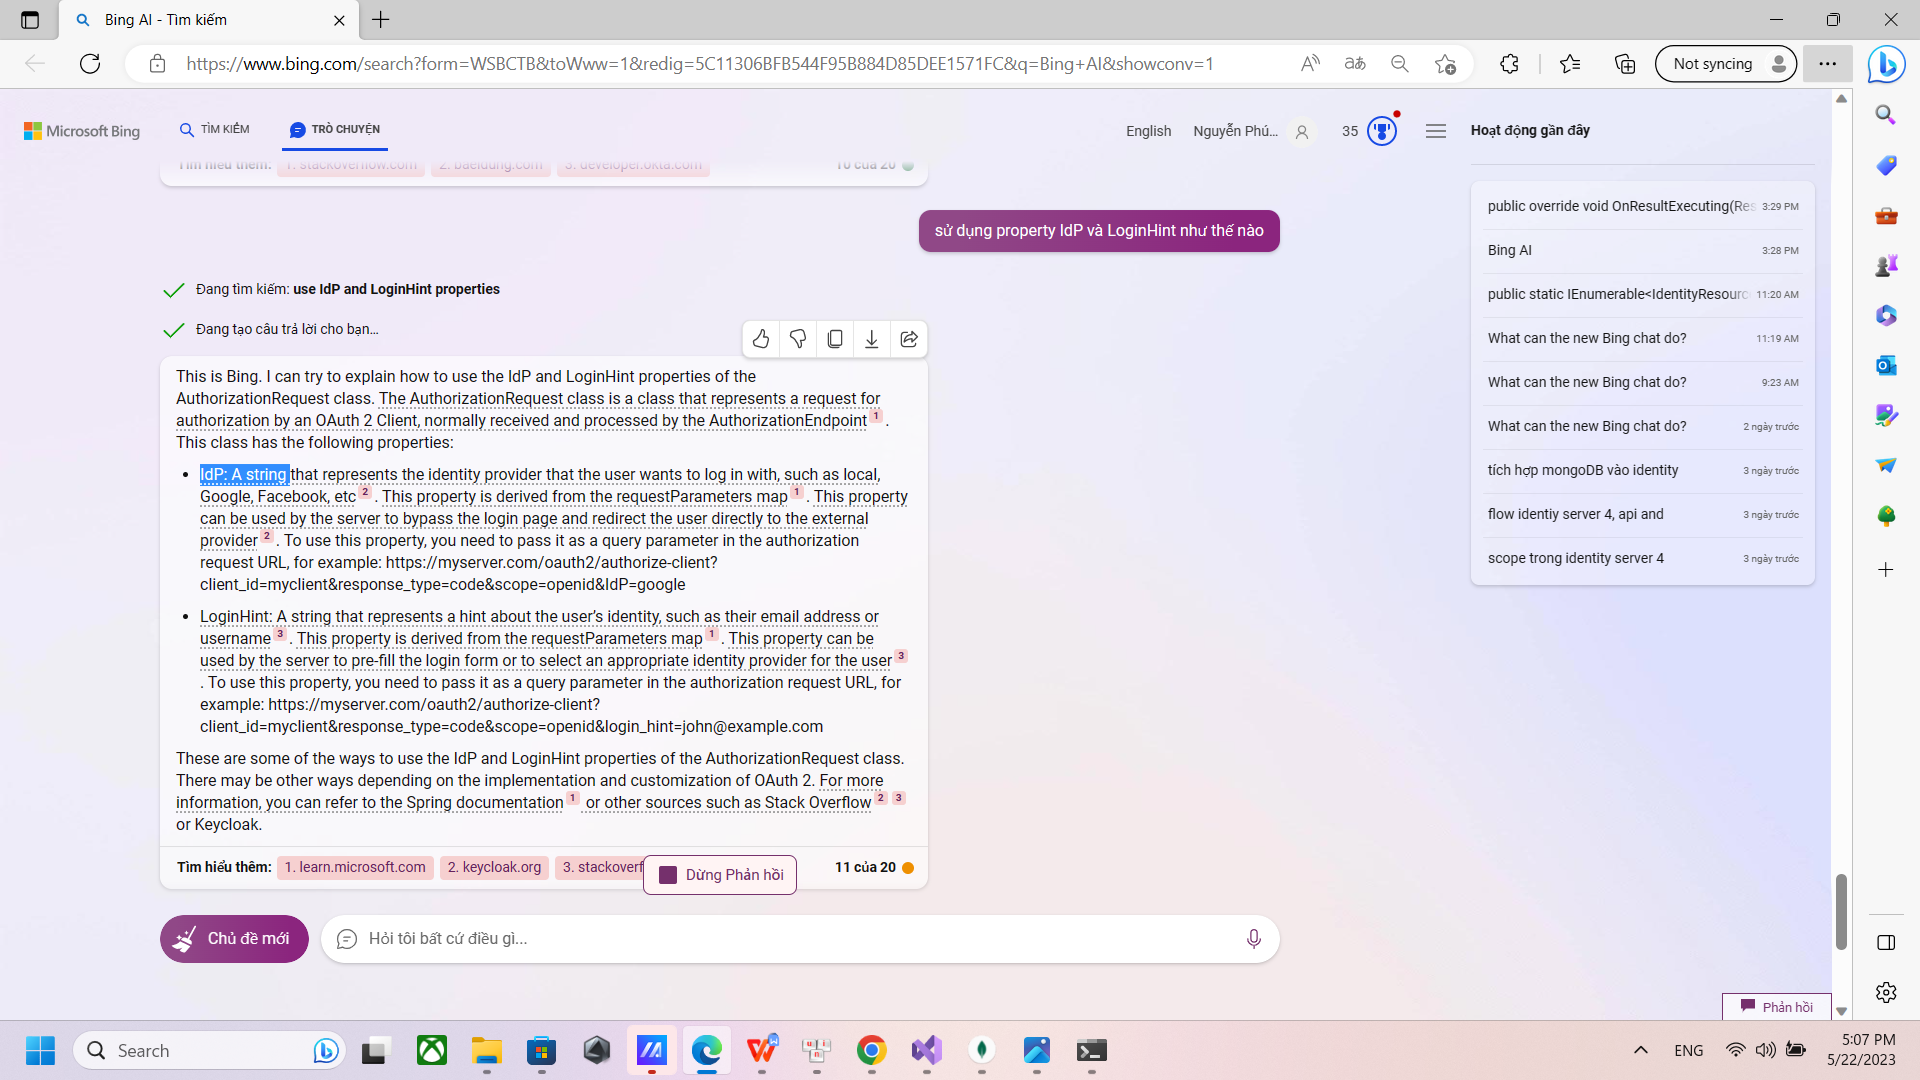 Bing AI - Tìm kiếm
https://www.bing.com/search?form=WSBCTB&toWww=1&redig=5C11306BFB544F95B884D85DEE1571FC&q=Bing+AI&showconv=1
Not syncing
Microsoft Bing
TÌM KIẾM
TRÒ CHUYỆN
English
Nguyễn Phú...
35
Hoạt động gần đây
Tìm hiểu thêm: 1. stackoverflow.com 2. baeldung.com 3. developer.okta.com 10 của 20
sử dụng property IdP và LoginHint như thế nào
Đang tìm kiếm: use IdP and LoginHint properties
Đang tạo câu trả lời cho bạn...
This is Bing. I can try to explain how to use the IdP and LoginHint properties of the
AuthorizationRequest class. The AuthorizationRequest class is a class that represents a request for
authorization by an OAuth 2 Client, normally received and processed by the AuthorizationEndpoint 1 .
This class has the following properties:
• IdP: A string that represents the identity provider that the user wants to log in with, such as local,
Google, Facebook, etc 2 . This property is derived from the requestParameters map 1 . This property
can be used by the server to bypass the login page and redirect the user directly to the external
provider 2 . To use this property, you need to pass it as a query parameter in the authorization
request URL, for example: https://myserver.com/oauth2/authorize-client?
client_id=myclient&response_type=code&scope=openid&IdP=google
• LoginHint: A string that represents a hint about the user's identity, such as their email address or
username 3 . This property is derived from the requestParameters map 1 . This property can be
used by the server to pre-fill the login form or to select an appropriate identity provider for the user 3
. To use this property, you need to pass it as a query parameter in the authorization request URL, for
example: https://myserver.com/oauth2/authorize-client?
client_id=myclient&response_type=code&scope=openid&login_hint=john@example.com
These are some of the ways to use the IdP and LoginHint properties of the AuthorizationRequest class.
There may be other ways depending on the implementation and customization of OAuth 2. For more
information, you can refer to the Spring documentation 1 or other sources such as Stack Overflow 2 3
or Keycloak.
Tìm hiểu thêm: 1. learn.microsoft.com 2. keycloak.org 3. stackoverf
11 của 20
Dừng Phản hồi
Chủ đề mới
Hỏi tôi bất cứ điều gì...
public override void OnResultExecuting(Res 3:29 PM
Bing AI 3:28 PM
public static IEnumerable<IdentityResourc 11:20 AM
What can the new Bing chat do? 11:19 AM
What can the new Bing chat do? 9:23 AM
What can the new Bing chat do? 2 ngày trước
tích hợp mongoDB vào identity 3 ngày trước
flow identiy server 4, api and 3 ngày trước
scope trong identity server 4 3 ngày trước
Phản hồi
Search
ENG
5:07 PM
5/22/2023